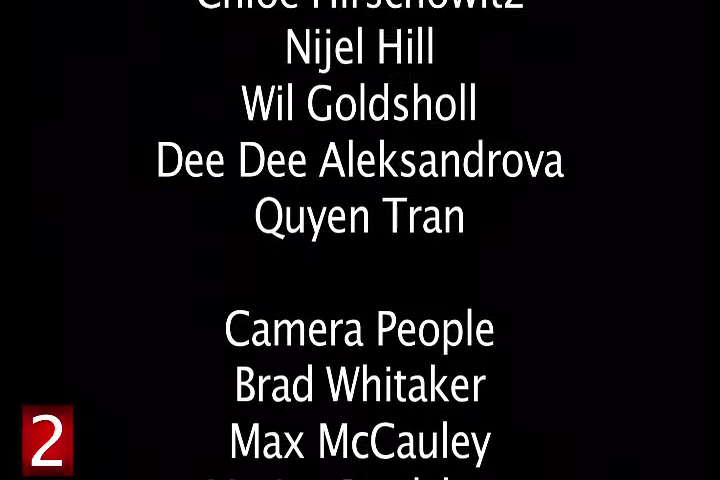 Nijel Hill
Wil Goldsholl
Dee Dee Aleksandrova
Quyen Tran
Camera People
Brad Whitaker
Max McCauley
2